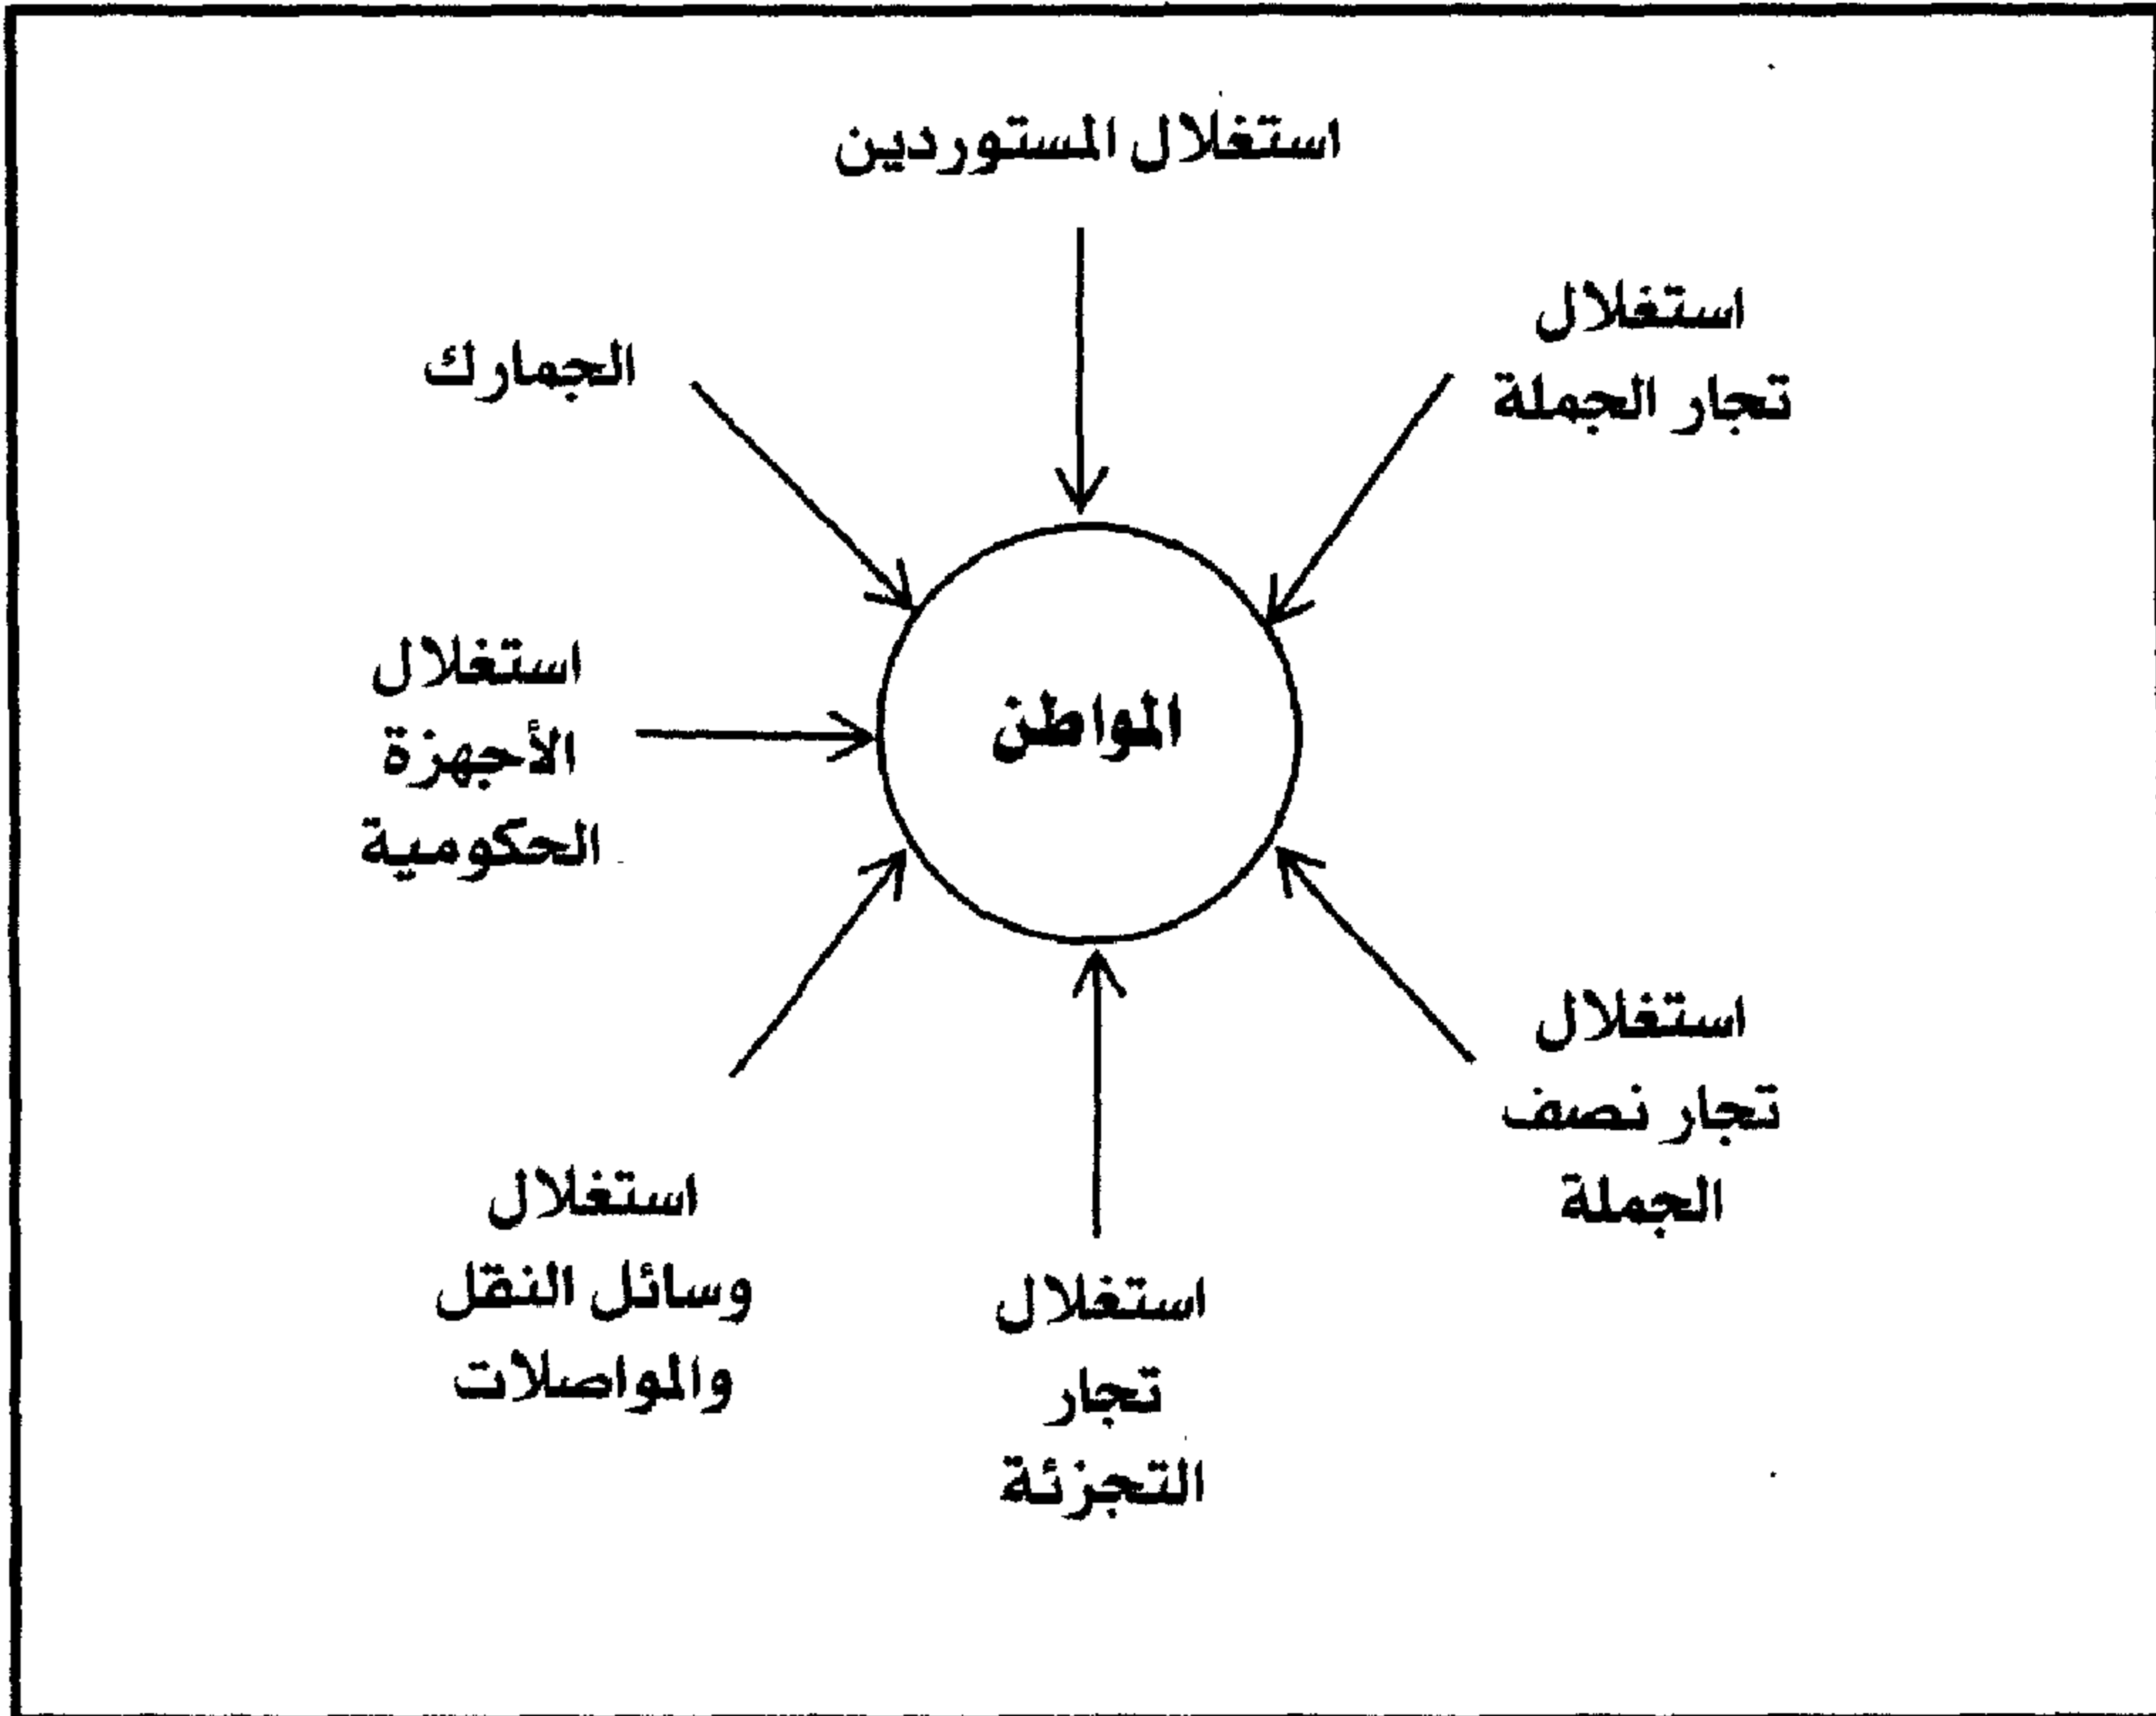 استغلال المستوردين
استغلال
تجار الجملة
الجمارك
استغلال
الأجهزة
الحكومية
المواطن
استغلال
تجار نصف
الجملة
استغلال
وسائل النقل
والمواصلات
استغلال
تجار
التجزئة